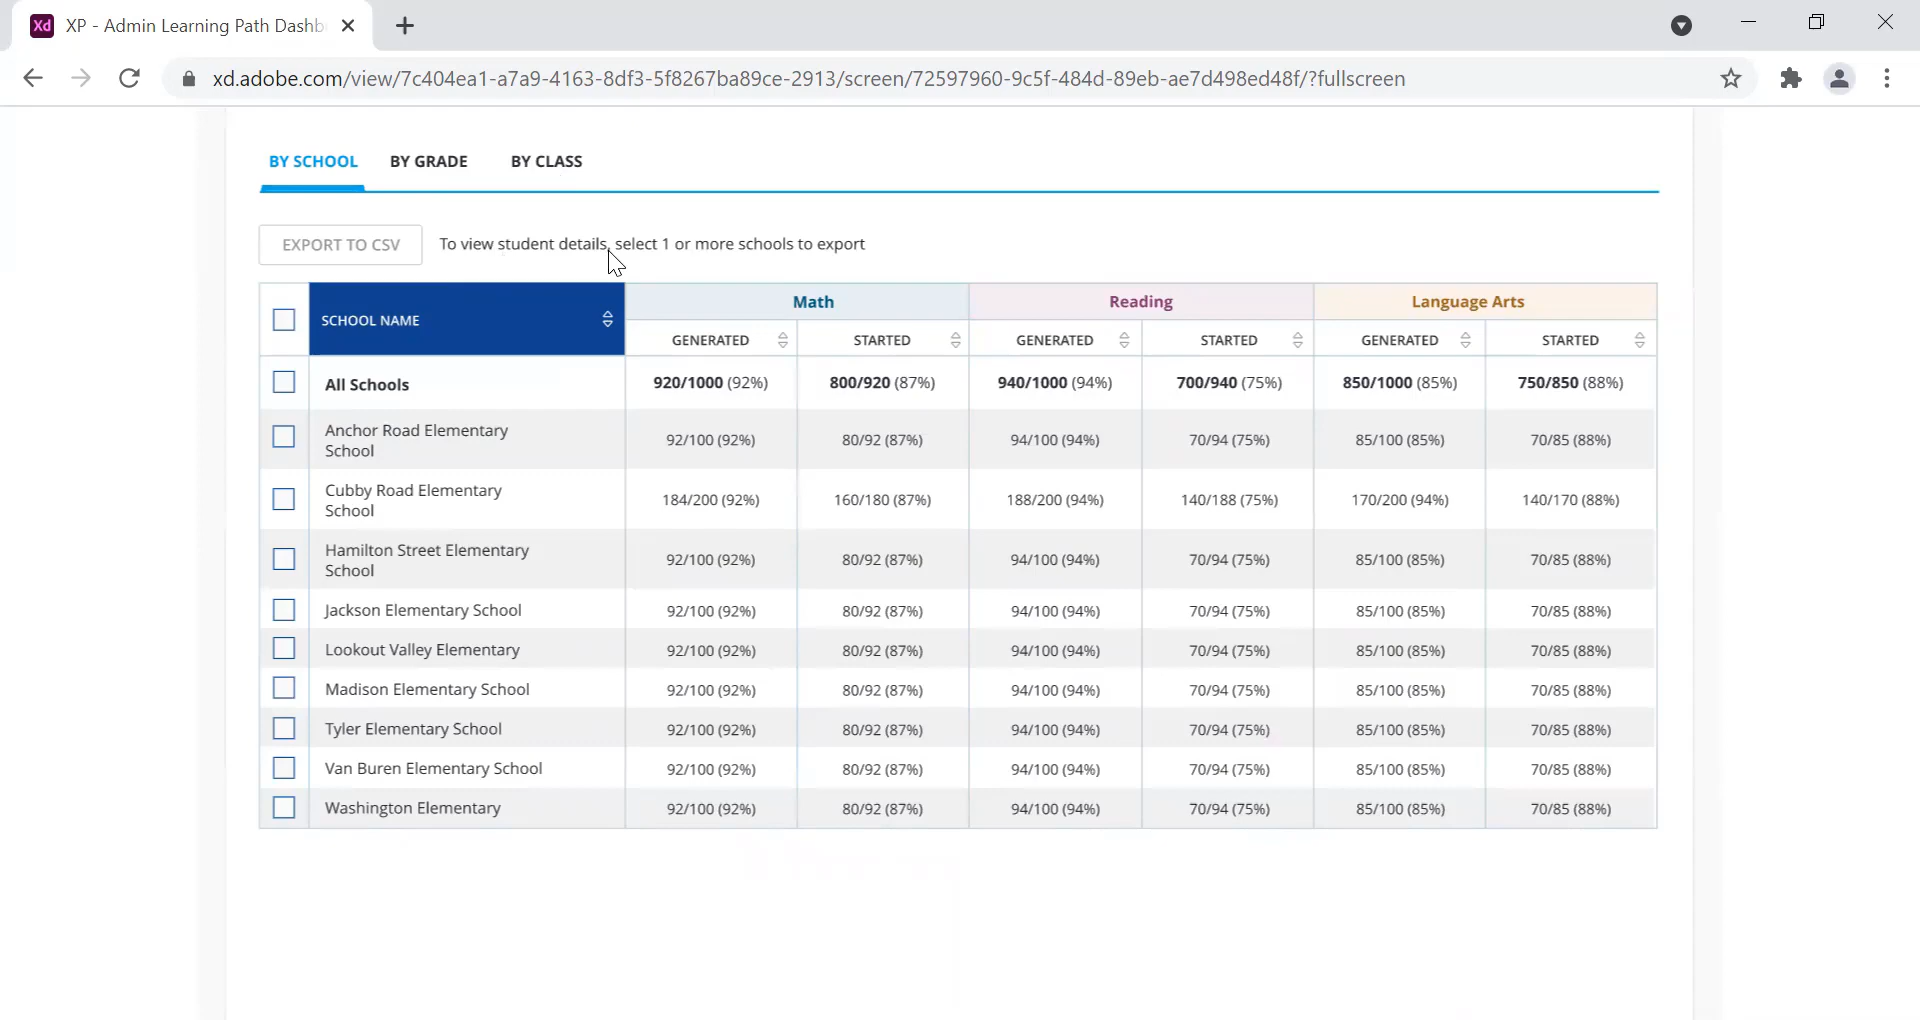 XP - Admin Learning Path Dashb
xd.adobe.com/view/7c404ea1-a7a9-4163-8df3-5f8267ba89ce-2913/screen/72597960-9c5f-484d-89eb-ae7d498ed48f/?fullscreen
BY SCHOOL BY GRADE BY CLASS
EXPORT TO CSV To view student details, select 1 or more schools to export
SCHOOL NAME Math Reading Language Arts
GENERATED STARTED GENERATED STARTED GENERATED STARTED
All Schools 920/1000 (92%) 800/920 (87%) 940/1000 (94%) 700/940 (75%) 850/1000 (85%) 750/850 (88%)
Anchor Road Elementary
School 92/100 (92%) 80/92 (87%) 94/100 (94%) 70/94 (75%) 85/100 (85%) 70/85 (88%)
Cubby Road Elementary
School 184/200 (92%) 160/180 (87%) 188/200 (94%) 140/188 (75%) 170/200 (94%) 140/170 (88%)
Hamilton Street Elementary
School 92/100 (92%) 80/92 (87%) 94/100 (94%) 70/94 (75%) 85/100 (85%) 70/85 (88%)
Jackson Elementary School 92/100 (92%) 80/92 (87%) 94/100 (94%) 70/94 (75%) 85/100 (85%) 70/85 (88%)
Lookout Valley Elementary 92/100 (92%) 80/92 (87%) 94/100 (94%) 70/94 (75%) 85/100 (85%) 70/85 (88%)
Madison Elementary School 92/100 (92%) 80/92 (87%) 94/100 (94%) 70/94 (75%) 85/100 (85%) 70/85 (88%)
Tyler Elementary School 92/100 (92%) 80/92 (87%) 94/100 (94%) 70/94 (75%) 85/100 (85%) 70/85 (88%)
Van Buren Elementary School 92/100 (92%) 80/92 (87%) 94/100 (94%) 70/94 (75%) 85/100 (85%) 70/85 (88%)
Washington Elementary 92/100 (92%) 80/92 (87%) 94/100 (94%) 70/94 (75%) 85/100 (85%) 70/85 (88%)